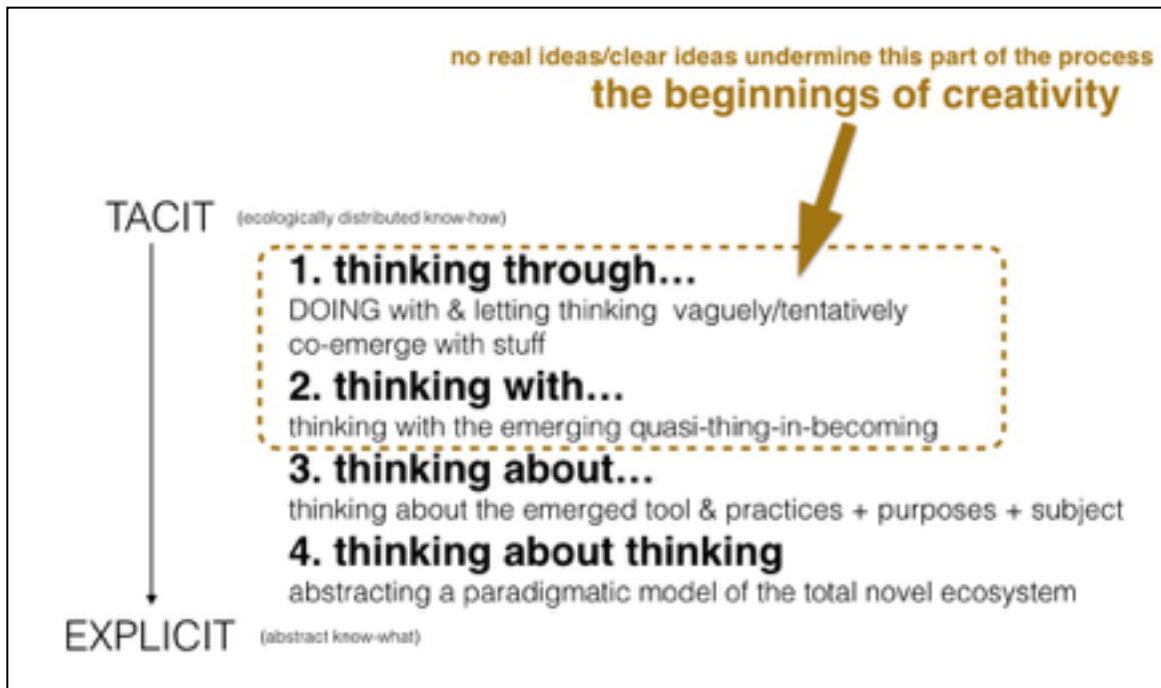 no real ideas/clear ideas undermine this part of the process
the beginnings of creativity
TACIT (ecologically distributed know-how)
1. thinking through…
DOING with & letting thinking vaguely/tentatively
co-emerge with stuff
2. thinking with…
thinking with the emerging quasi-thing-in-becoming
3. thinking about…
thinking about the emerged tool & practices + purposes + subject
4. thinking about thinking
abstracting a paradigmatic model of the total novel ecosystem
EXPLICIT (abstract know-what)